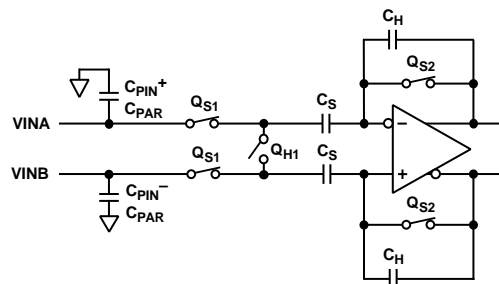 C_H
Q_S2
C_PIN+
C_PAR
Q_S1
C_S
VINA
−
Q_H1
VINB
Q_S1
C_S
+
C_PIN−
C_PAR
Q_S2
C_H